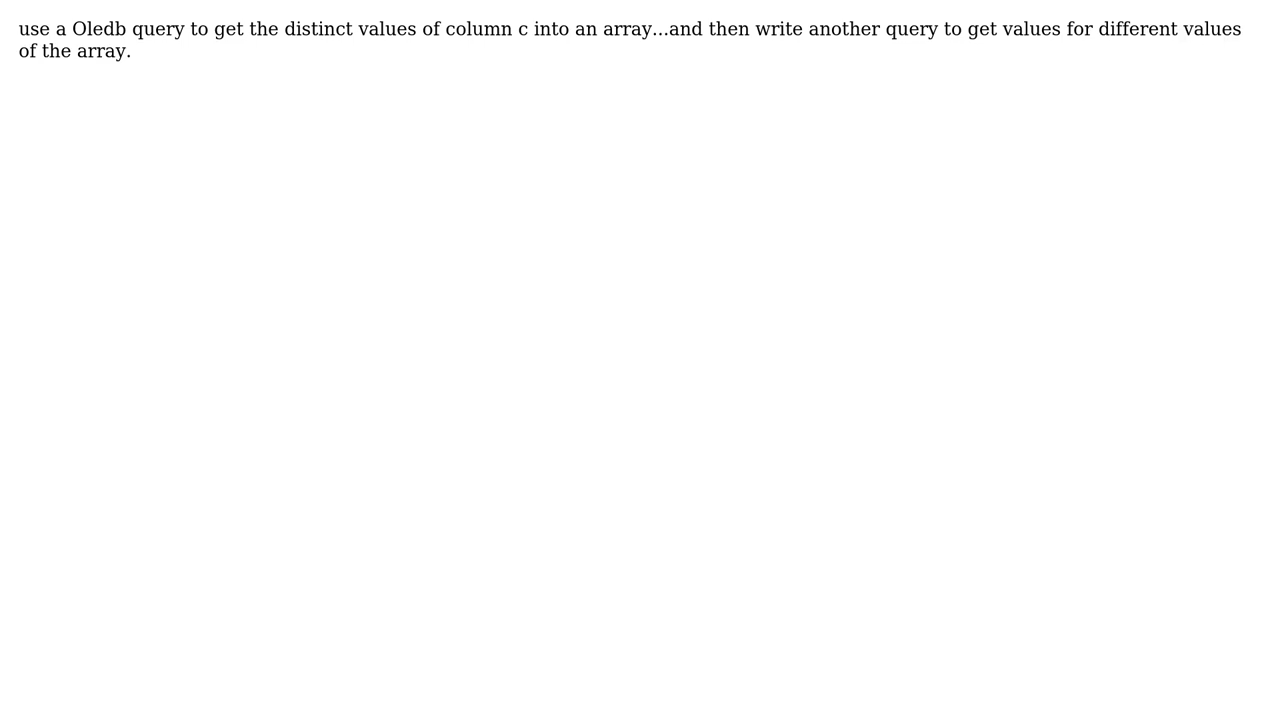 use a Oledb query to get the distinct values of column c into an array...and then write another query to get values for different values
of the array.